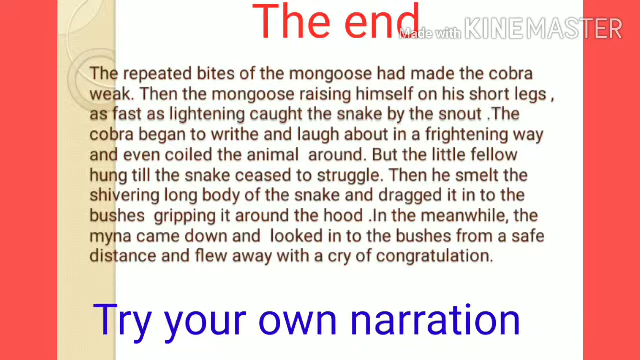 The end
Made with KINEMASTER
The repeated bites of the mongoose had made the cobra
weak. Then the mongoose raising himself on his short legs ,
as fast as lightening caught the snake by the snout .The
cobra began to writhe and laugh about in a frightening way
and even coiled the animal around. But the little fellow
hung till the snake ceased to struggle. Then he smelt the
shivering long body of the snake and dragged it in to the
bushes gripping it around the hood .In the meanwhile, the
myna came down and looked in to the bushes from a safe
distance and flew away with a cry of congratulation.
Try your own narration